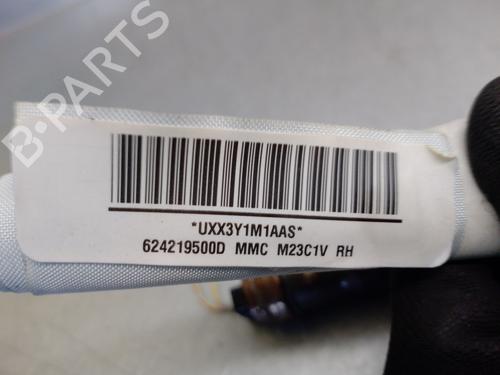 B-PARTS
*UXX3Y1M1AAS*
624219500D MMC M23C1V RH